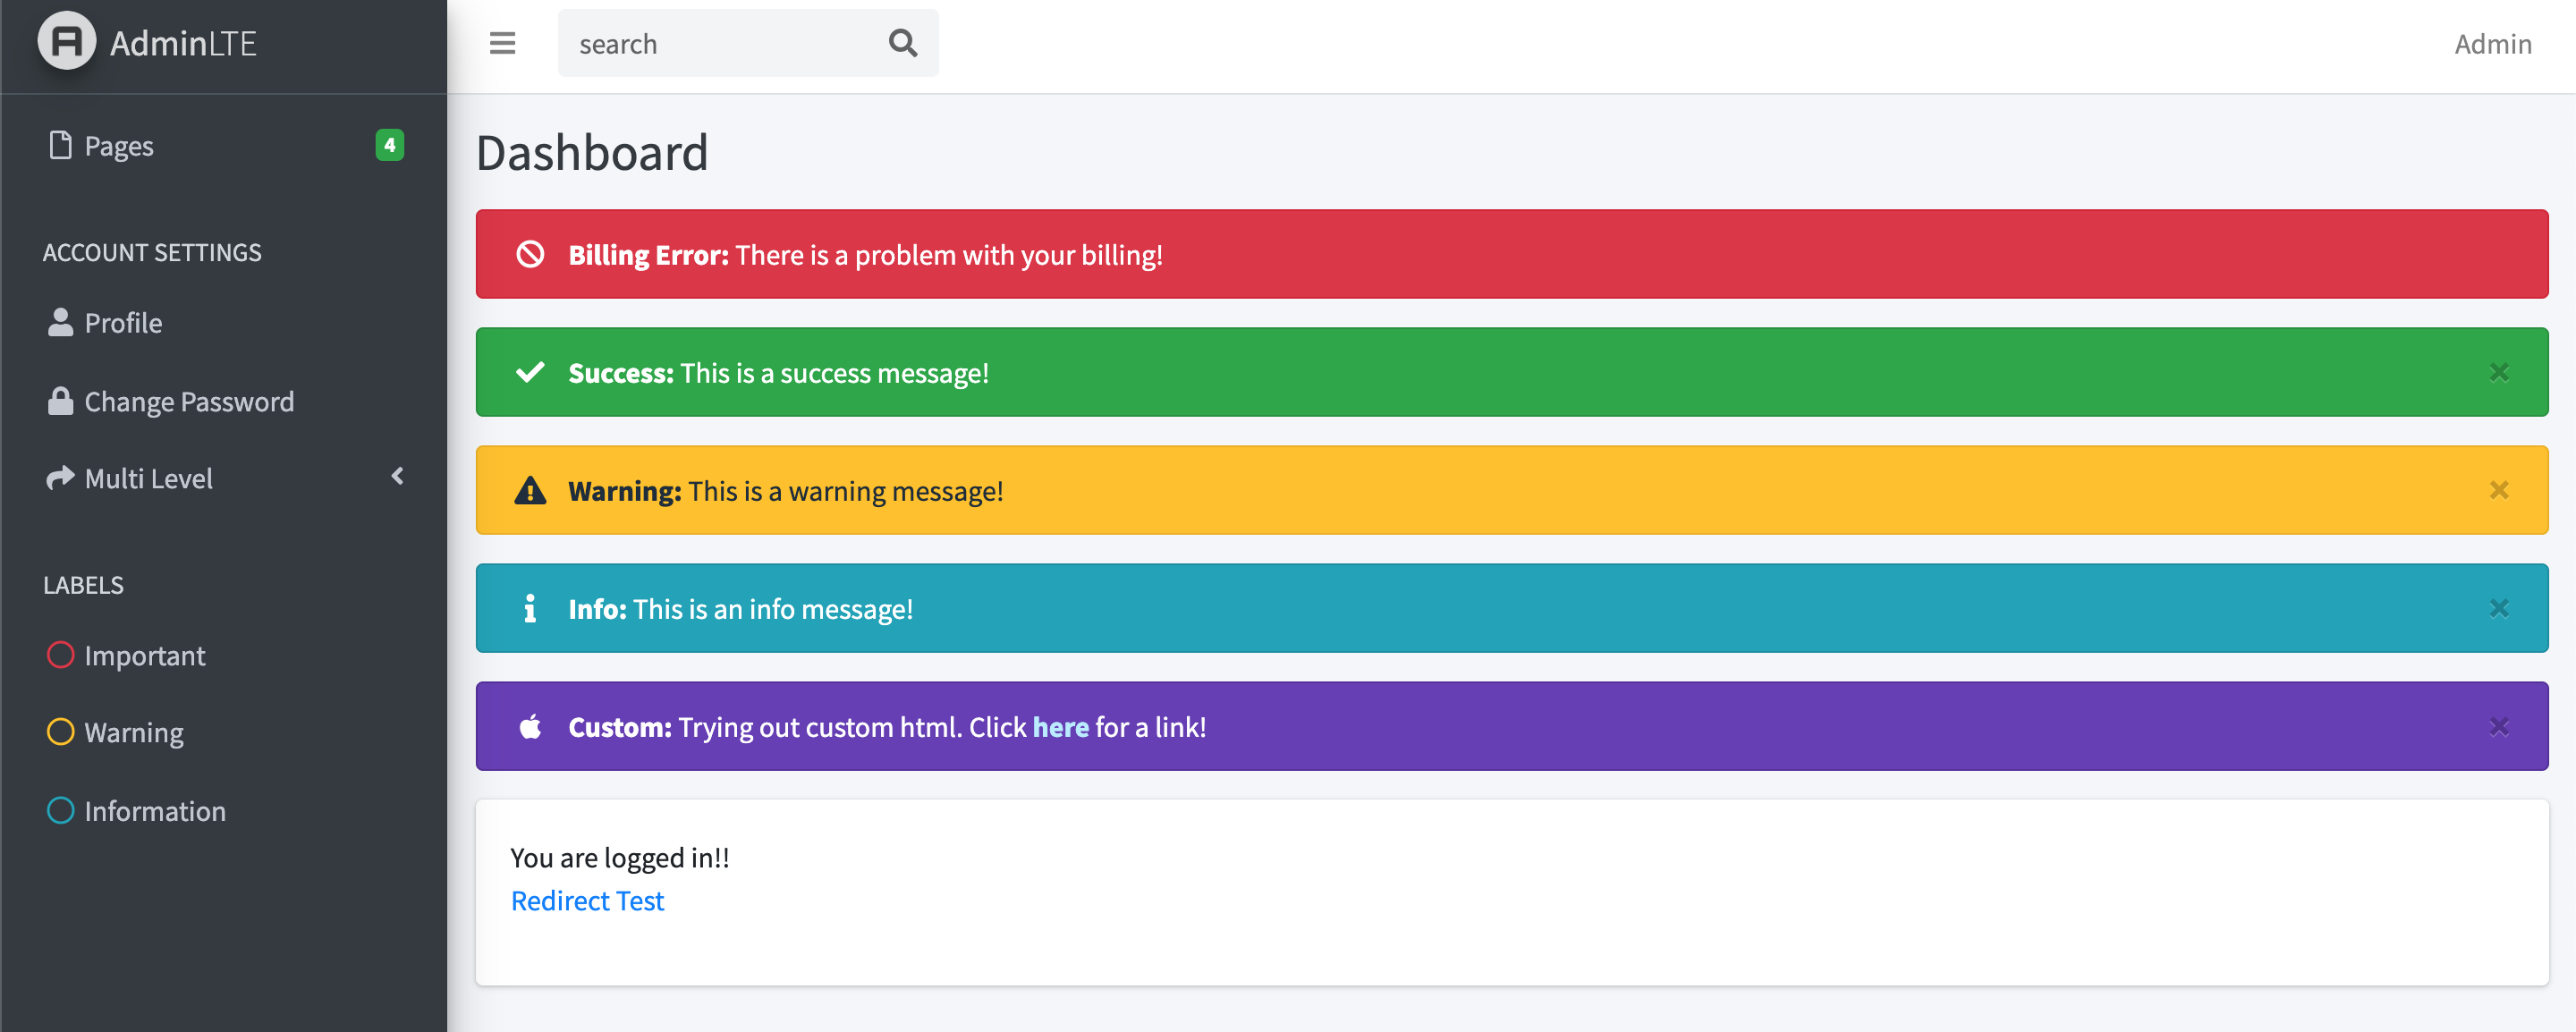 AdminLTE
search
Admin
Pages
4
ACCOUNT SETTINGS
Profile
Change Password
Multi Level
LABELS
Important
Warning
Information
Dashboard
Billing Error: There is a problem with your billing!
Success: This is a success message!
Warning: This is a warning message!
Info: This is an info message!
Custom: Trying out custom html. Click here for a link!
You are logged in!!
Redirect Test